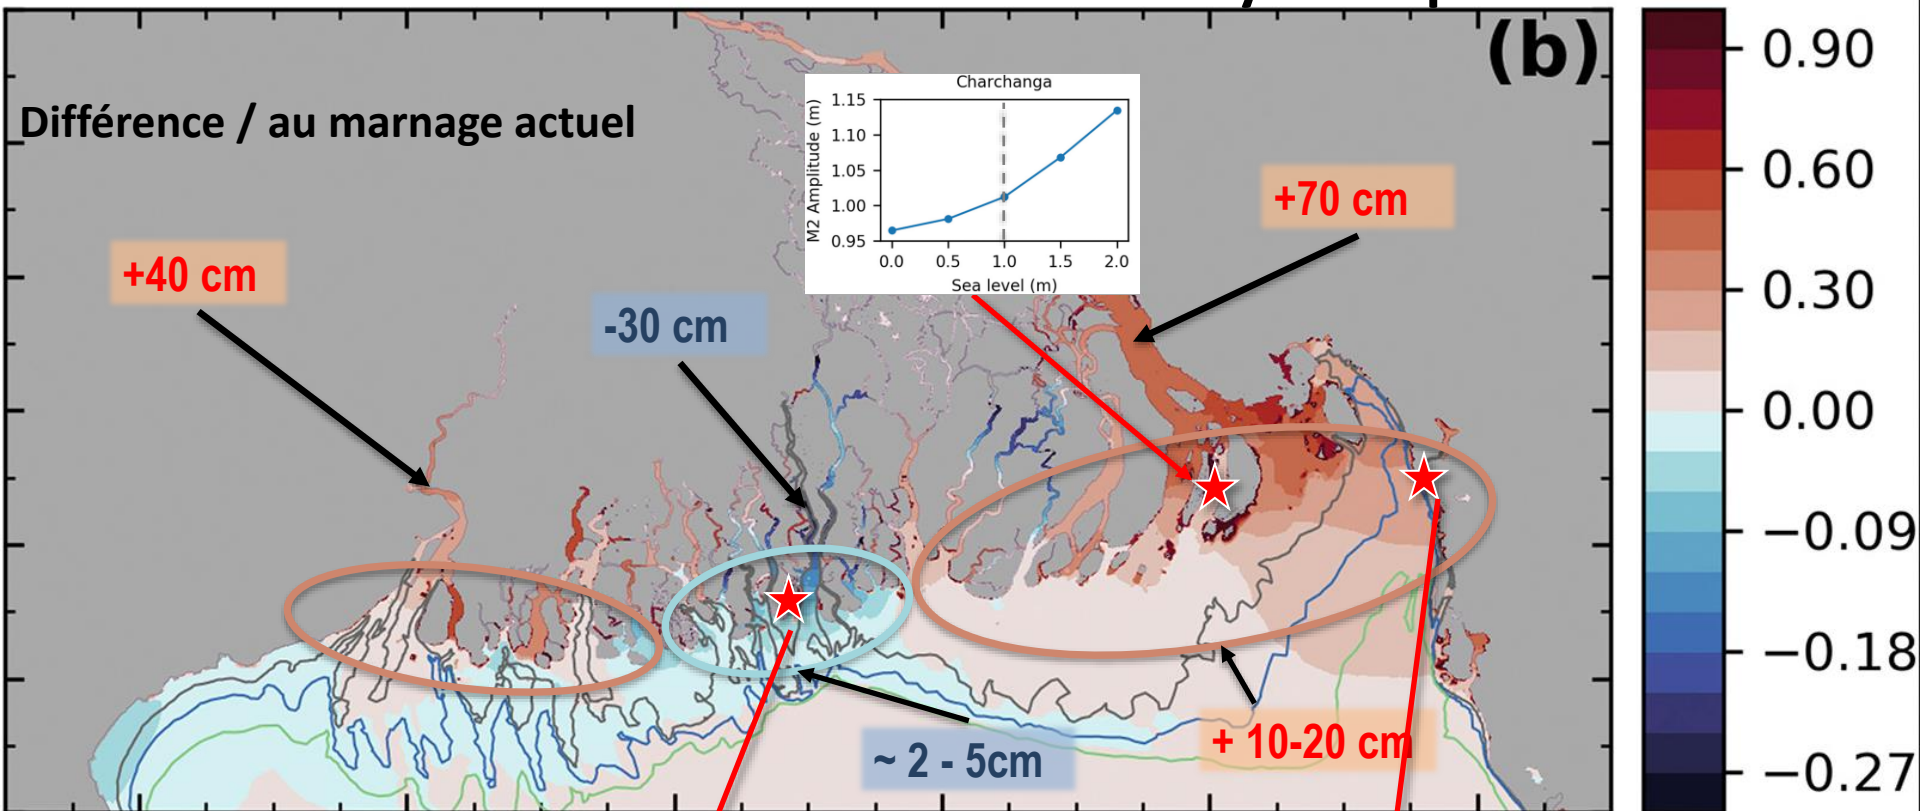 (b)
Différence / au marnage actuel
Charchanga
M2 Amplitude (m)
1.15
1.10
1.05
1.00
0.95
0.0 0.5 1.0 1.5 2.0
Sea level (m)
+70 cm
+40 cm
-30 cm
~ 2 - 5cm
+ 10-20 cm
0.90
0.60
0.30
0.00
−0.09
−0.18
−0.27